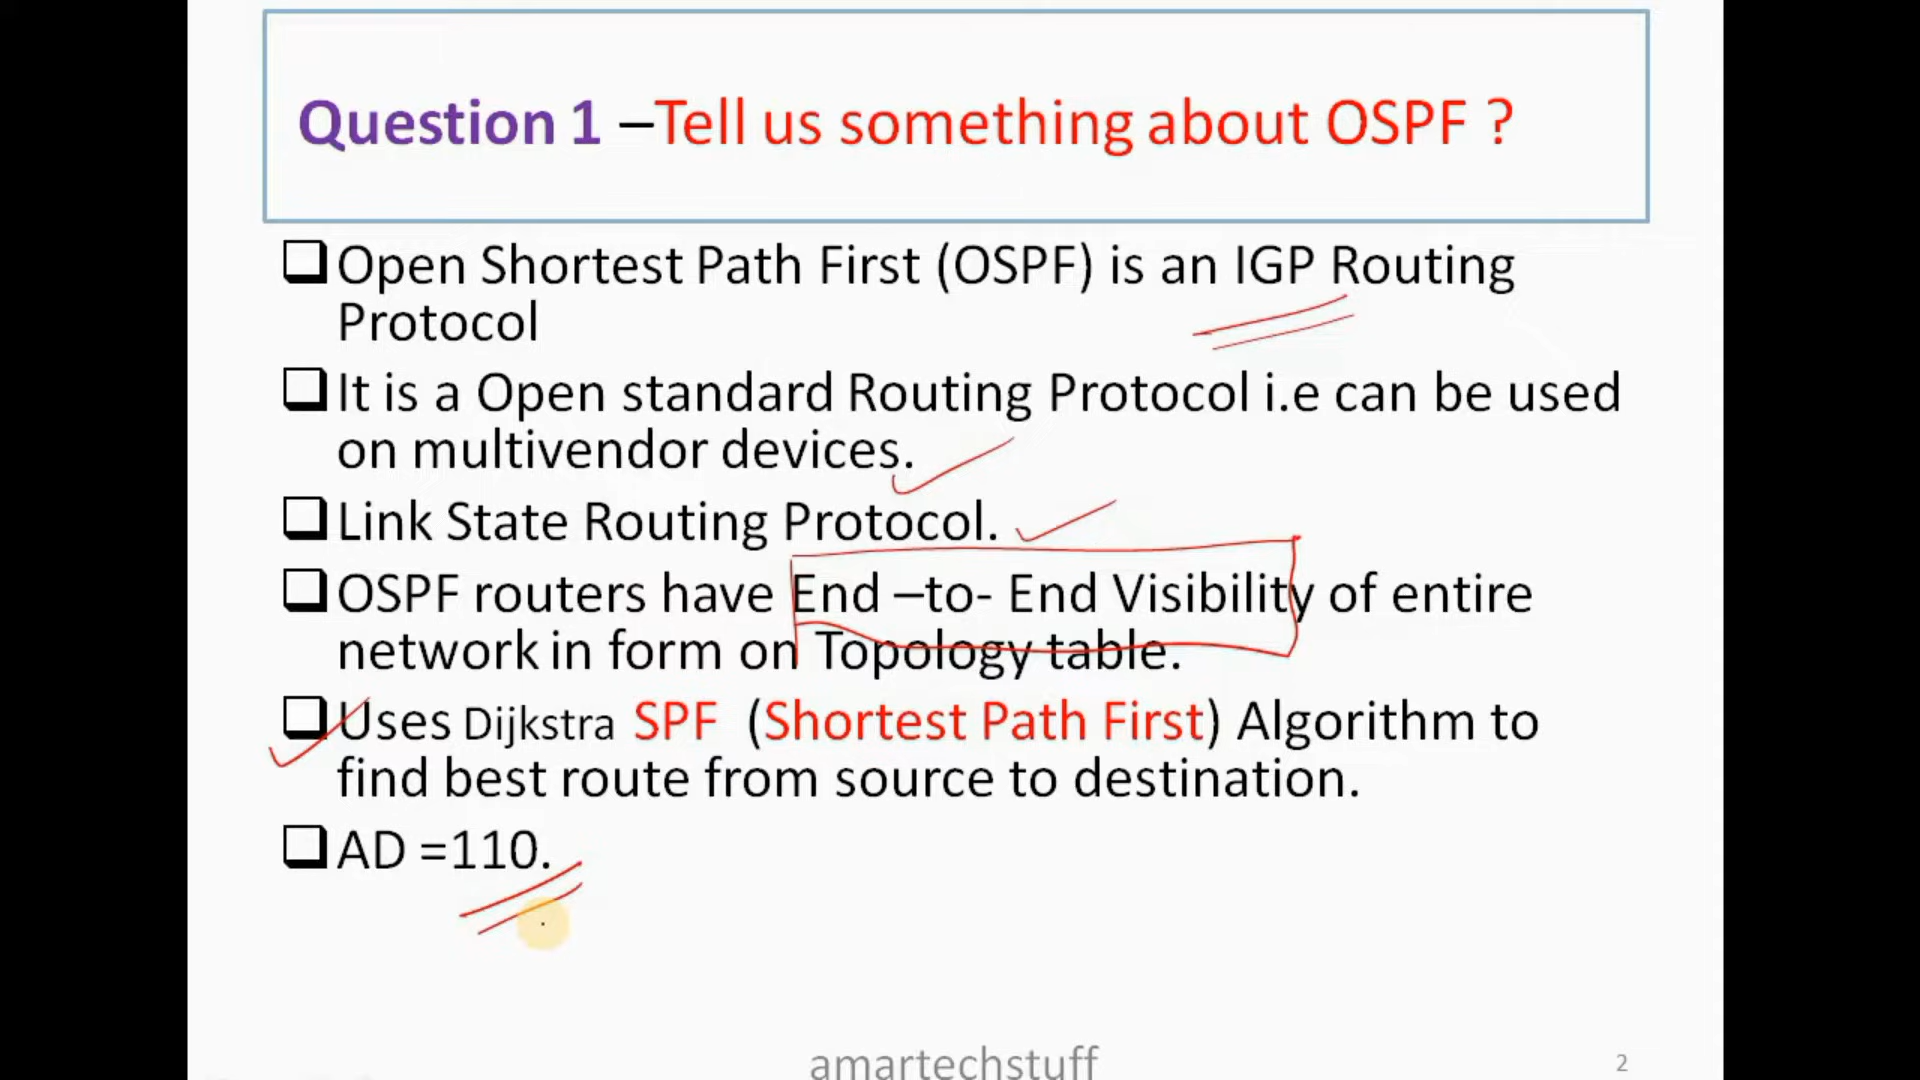 Question 1 –Tell us something about OSPF ?
Open Shortest Path First (OSPF) is an IGP Routing
Protocol
It is a Open standard Routing Protocol i.e can be used
on multivendor devices.
Link State Routing Protocol.
OSPF routers have End –to- End Visibility of entire
network in form on Topology table.
Uses Dijkstra SPF (Shortest Path First) Algorithm to
find best route from source to destination.
AD =110.
amartechstuff
2